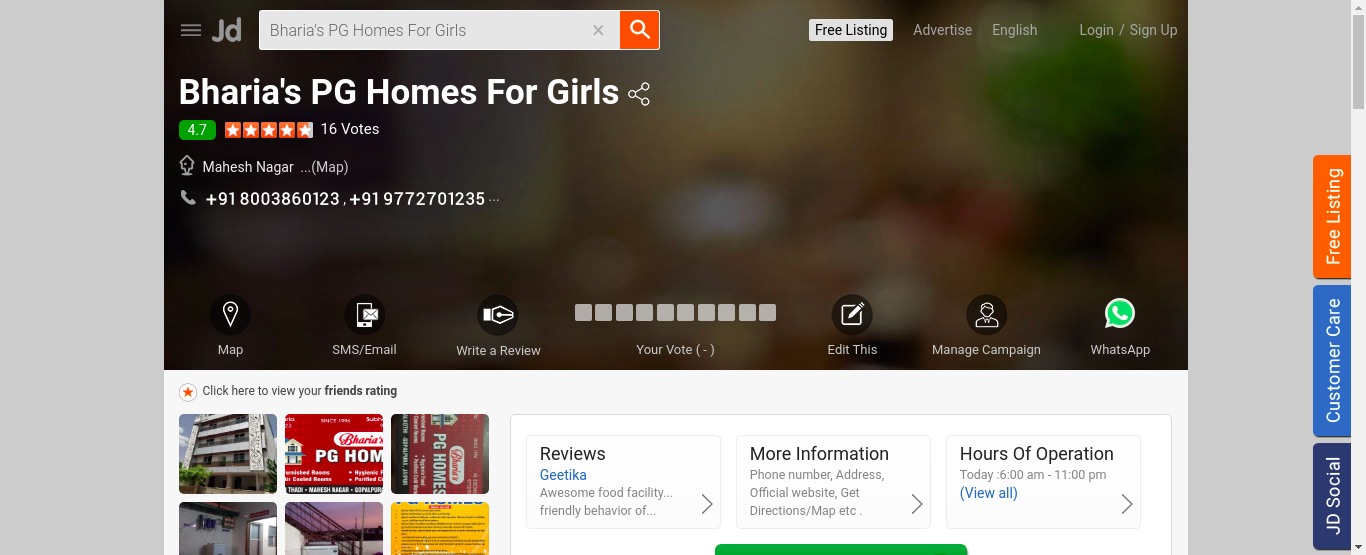 Jd Bharia's PG Homes For Girls × Free Listing Advertise English Login / Sign Up
Bharia's PG Homes For Girls
4.7 16 Votes
Mahesh Nagar ...(Map)
+91 8003860123 , +91 9772701235 ...
Map SMS/Email Write a Review Your Vote ( - ) Edit This Manage Campaign WhatsApp
Click here to view your friends rating
SINCE 1996
Bharia's
PG HOM
urnished Rooms
ir Cooled Rooms
THADI • MAHESH NAGAR • GOPALPUR
PG HOMES
Bharia's
Reviews
Geetika
Awesome food facility...
friendly behavior of...
More Information
Phone number, Address,
Official website, Get
Directions/Map etc .
Hours Of Operation
Today :6:00 am - 11:00 pm
(View all)
Free Listing
Customer Care
JD Social